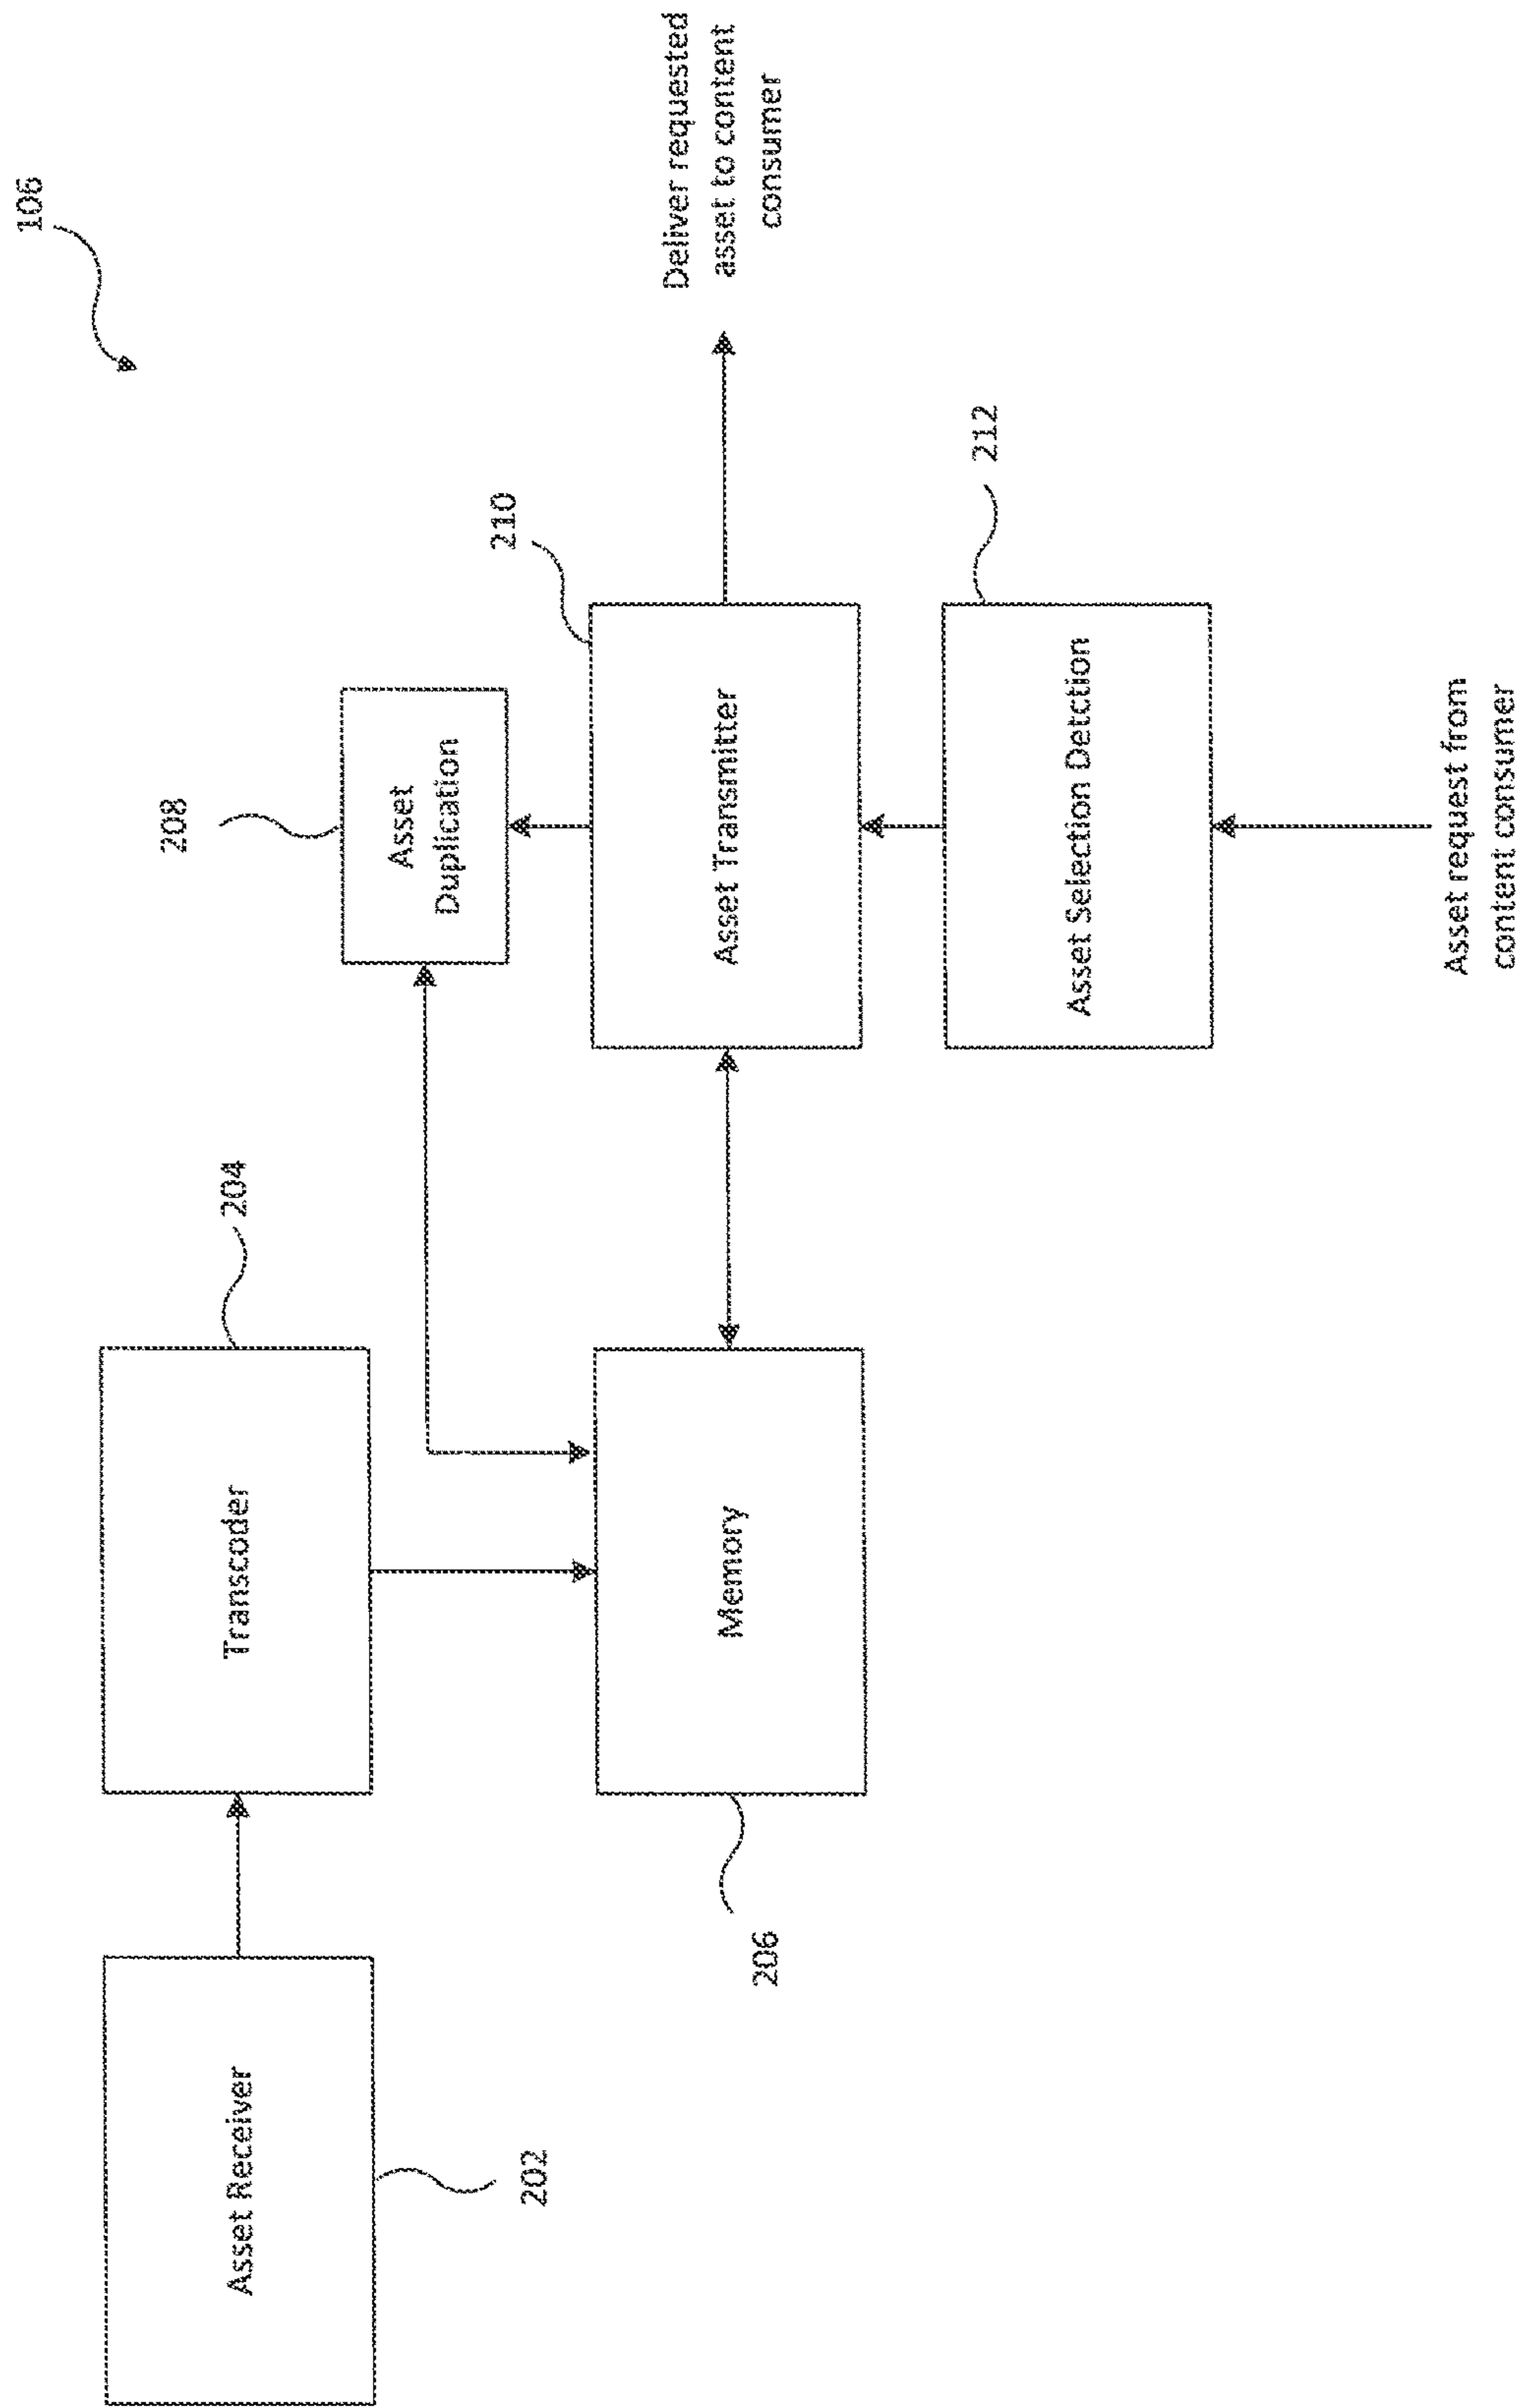 106
Asset Receiver
202
Transcoder
204
Memory
206
Asset
Duplication
208
Asset Transmitter
210
Deliver requested
asset to content
consumer
Asset Selection Detction
212
Asset request from
content consumer